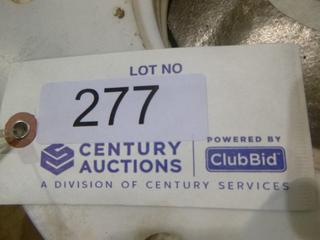 LOT NO
277
CENTURY AUCTIONS
POWERED BY
ClubBid
A DIVISION OF CENTURY SERVICES